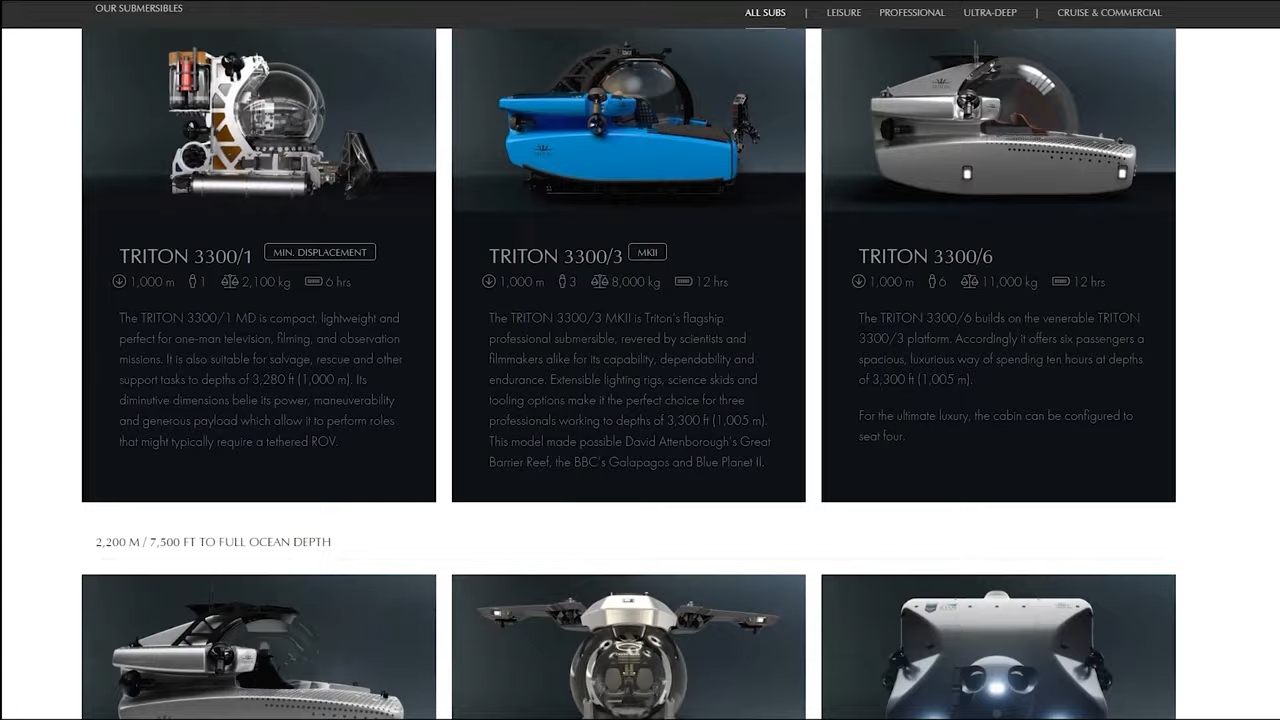 OUR SUBMERSIBLES
ALL SUBS | LEISURE PROFESSIONAL ULTRA-DEEP | CRUISE & COMMERCIAL
TRITON 3300/1 MIN. DISPLACEMENT
1,000 m 1 2,100 kg 6 hrs
The TRITON 3300/1 MD is compact, lightweight and
perfect for one-man television, filming, and observation
missions. It is also suitable for salvage, rescue and other
support tasks to depths of 3,280 ft (1,000 m). Its
diminutive dimensions belie its power, maneuverability
and generous payload which allow it to perform roles
that might typically require a tethered ROV.
TRITON 3300/3 MKII
1,000 m 3 8,000 kg 12 hrs
The TRITON 3300/3 MKII is Triton's flagship
professional submersible, revered by scientists and
filmmakers alike for its capability, dependability and
endurance. Extensible lighting rigs, science skids and
tooling options make it the perfect choice for three
professionals working to depths of 3,300 ft (1,005 m).
This model made possible David Attenborough's Great
Barrier Reef, the BBC's Galapagos and Blue Planet II.
TRITON 3300/6
1,000 m 6 11,000 kg 12 hrs
The TRITON 3300/6 builds on the venerable TRITON
3300/3 platform. Accordingly it offers six passengers a
spacious, luxurious way of spending ten hours at depths
of 3,300 ft (1,005 m).
For the ultimate luxury, the cabin can be configured to
seat four.
2,200 M / 7,500 FT TO FULL OCEAN DEPTH